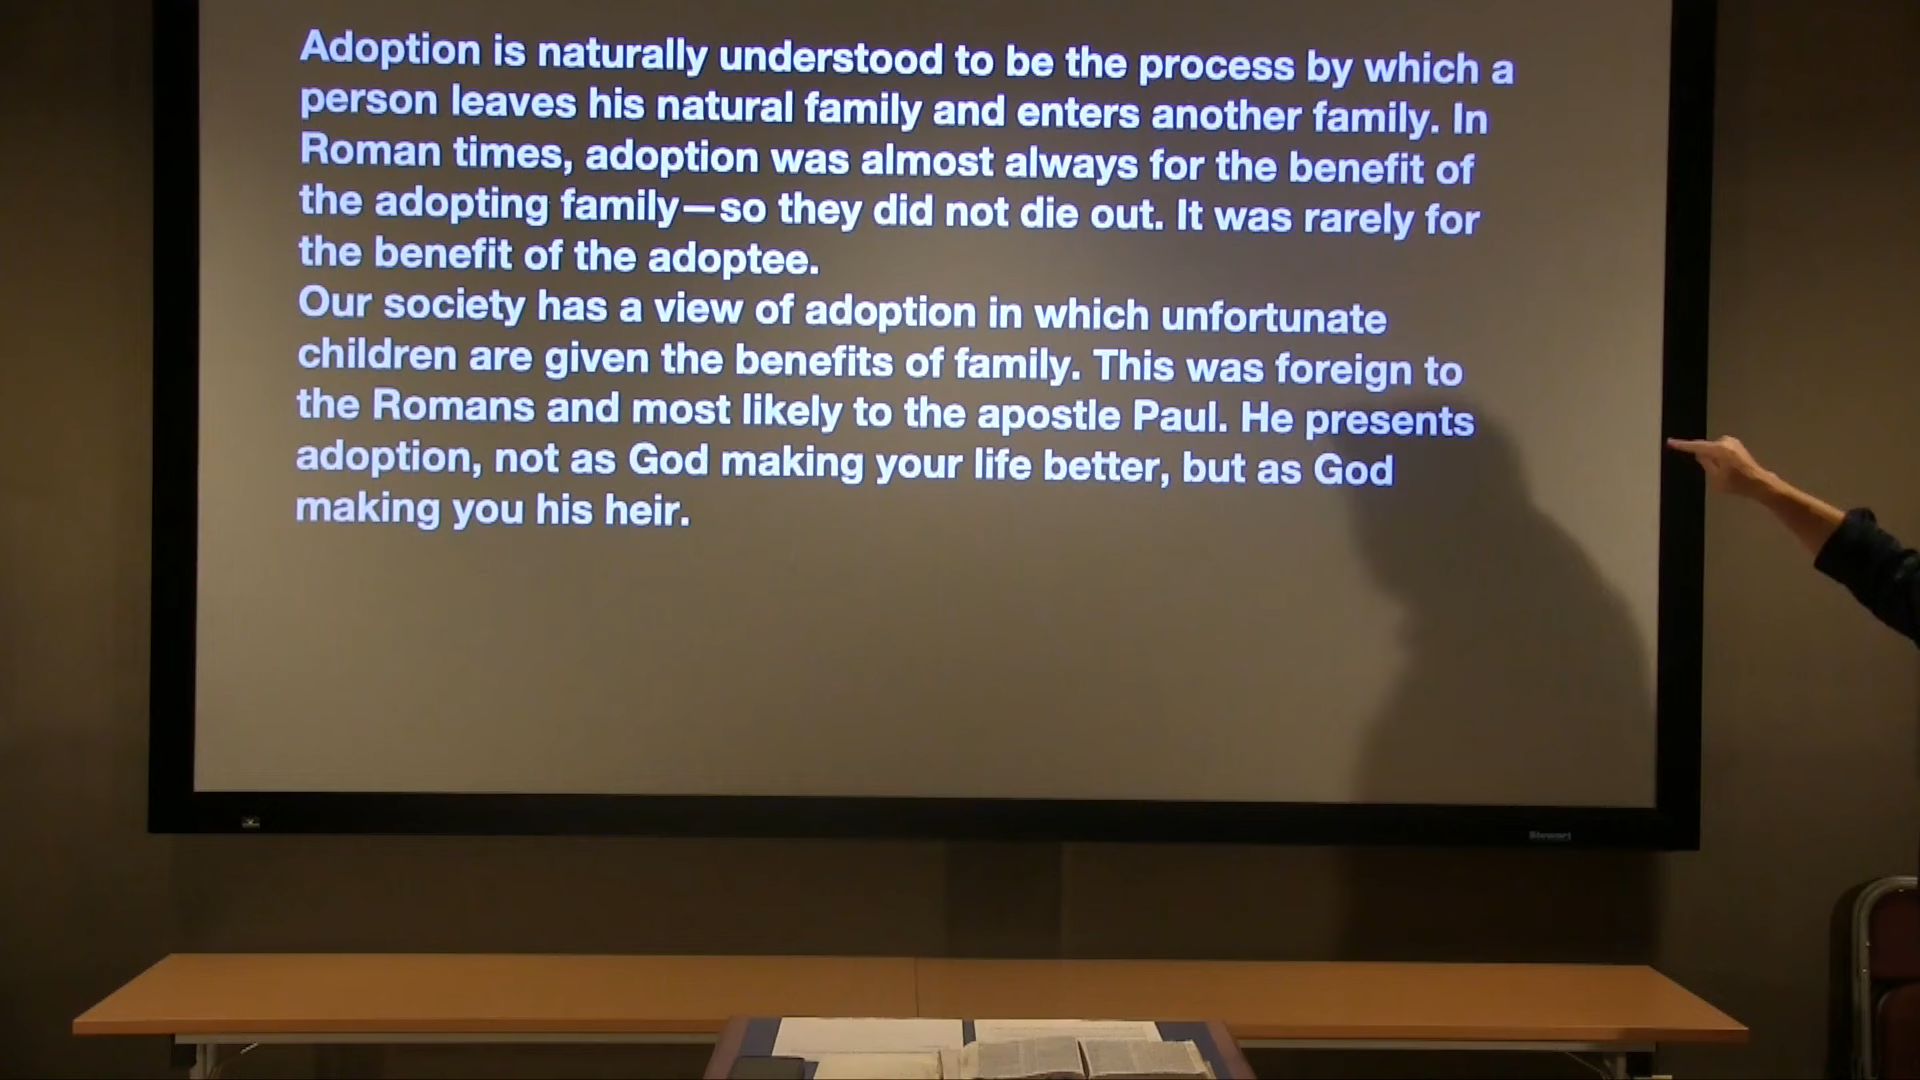 Adoption is naturally understood to be the process by which a
person leaves his natural family and enters another family. In
Roman times, adoption was almost always for the benefit of
the adopting family—so they did not die out. It was rarely for
the benefit of the adoptee.
Our society has a view of adoption in which unfortunate
children are given the benefits of family. This was foreign to
the Romans and most likely to the apostle Paul. He presents
adoption, not as God making your life better, but as God
making you his heir.
Stewart